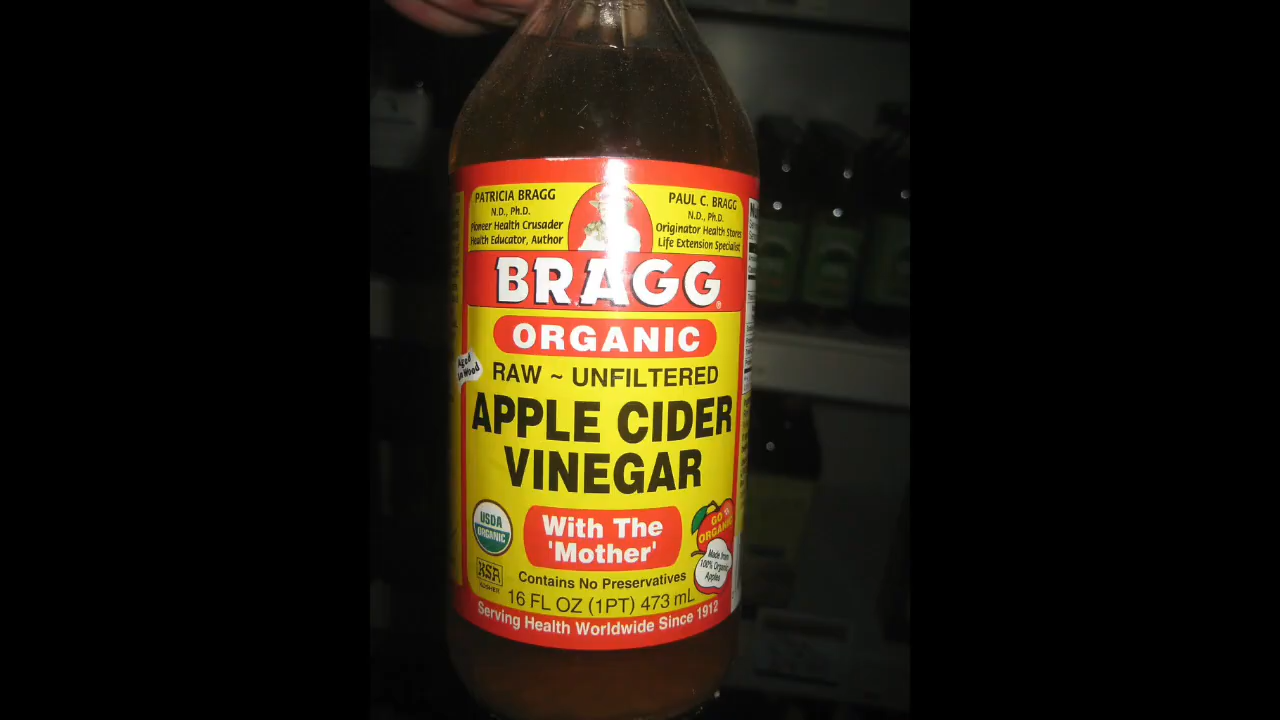 PATRICIA BRAGG
N.D., Ph.D.
Pioneer Health Crusader
Health Educator, Author
PAUL C. BRAGG
N.D., Ph.D.
Originator Health Stores
Life Extension Specialist
BRAGG®
ORGANIC
RAW ~ UNFILTERED
Aged
in Wood
APPLE CIDER
VINEGAR
USDA
ORGANIC
With The
'Mother'
GO
ORGANIC
Made from
100% Organic
Apples
KSA
KOSHER
Contains No Preservatives
16 FL OZ (1PT) 473 mL
Serving Health Worldwide Since 1912